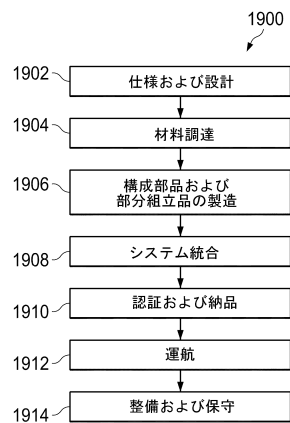 1900
1902
仕様および設計
1904
材料調達
1906
構成部品および
部分組立品の製造
1908
システム統合
1910
認証および納品
1912
運航
1914
整備および保守